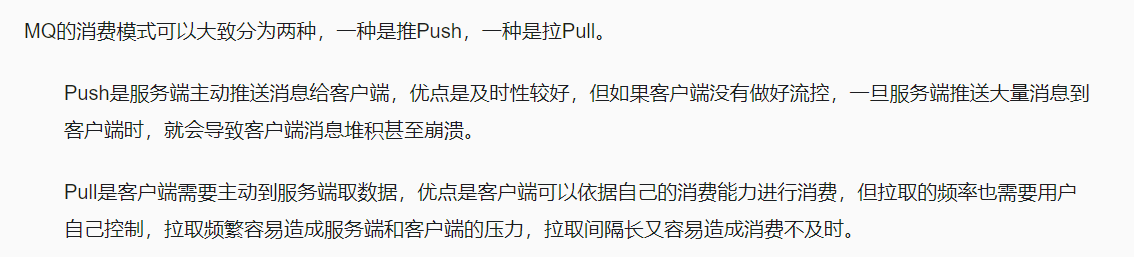 MQ的消费模式可以大致分为两种，一种是推Push，一种是拉Pull。
Push是服务端主动推送消息给客户端，优点是及时性较好，但如果客户端没有做好流控，一旦服务端推送大量消息到
客户端时，就会导致客户端消息堆积甚至崩溃。
Pull是客户端需要主动到服务端取数据，优点是客户端可以依据自己的消费能力进行消费，但拉取的频率也需要用户
自己控制，拉取频繁容易造成服务端和客户端的压力，拉取间隔长又容易造成消费不及时。